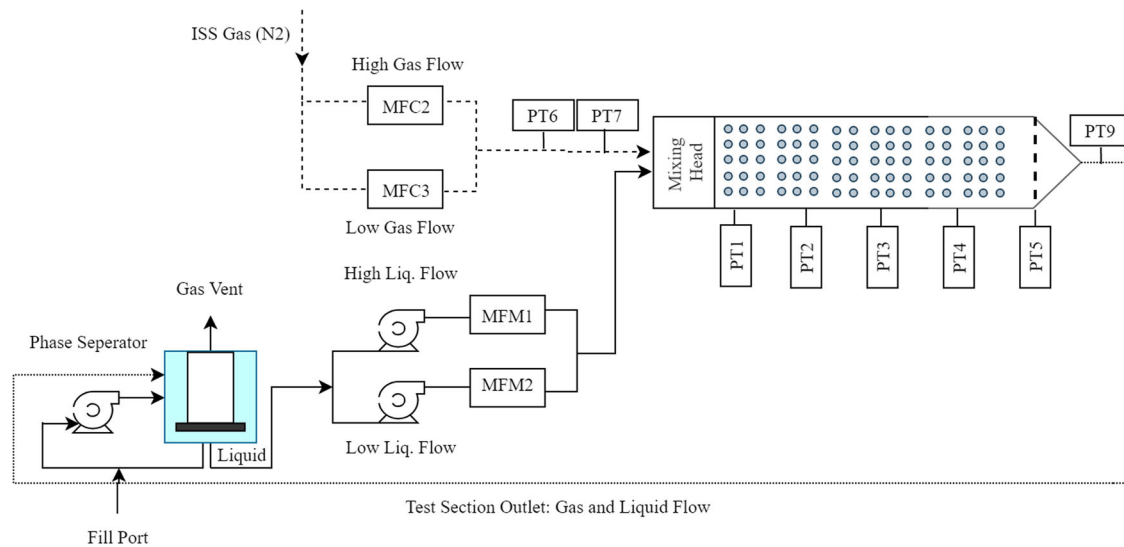 ISS Gas (N2)
High Gas Flow
MFC2
MFC3
Low Gas Flow
PT6
PT7
Mixing
Head
PT9
PT1
PT2
PT3
PT4
PT5
High Liq. Flow
MFM1
MFM2
Low Liq. Flow
Gas Vent
Phase Seperator
Liquid
Fill Port
Test Section Outlet: Gas and Liquid Flow